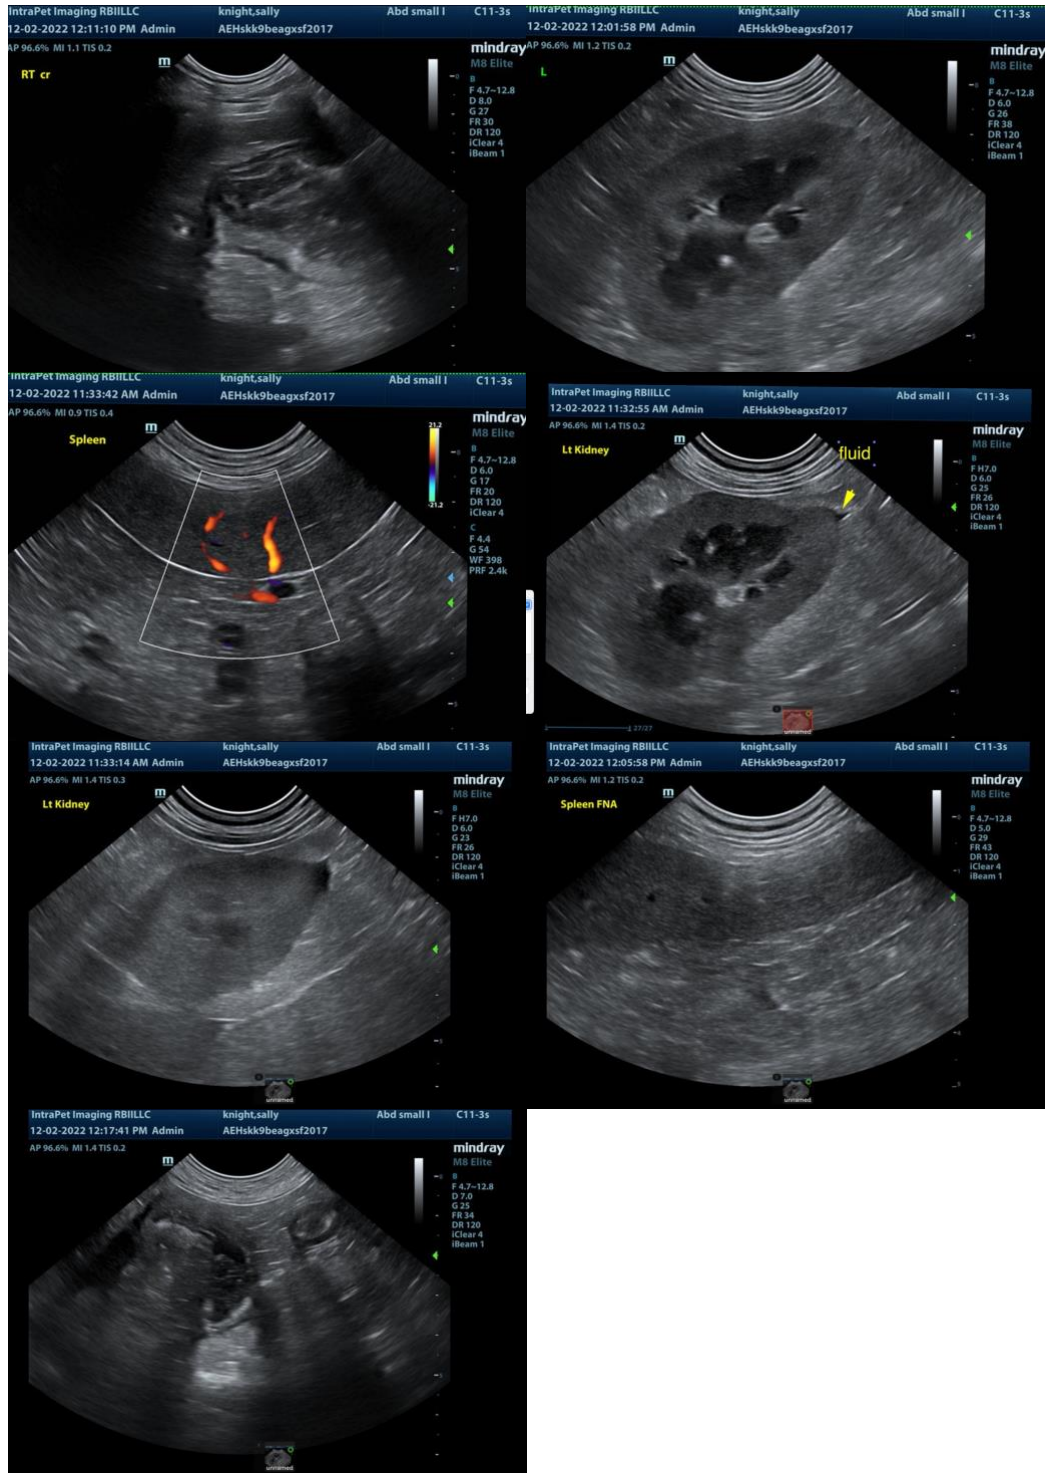 IntraPet Imaging RBIILLC knight,sally Abd small I C11-3s
12-02-2022 12:11:10 PM Admin AEHskk9beagxsf2017
AP 96.6% MI 1.1 TIS 0.2
mindray
M8 Elite
RT cr
m
B
F 4.7~12.8
D 8.0
G 27
FR 30
DR 120
iClear 4
iBeam 1
IntraPet Imaging RBIILLC knight,sally Abd small I C11-3s
12-02-2022 12:01:58 PM Admin AEHskk9beagxsf2017
AP 96.6% MI 1.2 TIS 0.2
mindray
M8 Elite
L
m
B
F 4.7~12.8
D 6.0
G 26
FR 38
DR 120
iClear 4
iBeam 1
IntraPet Imaging RBIILLC knight,sally Abd small I C11-3s
12-02-2022 11:33:42 AM Admin AEHskk9beagxsf2017
AP 96.6% MI 0.9 TIS 0.4
mindray
M8 Elite
Spleen
m
21.2
-21.2
B
F 4.7~12.8
D 6.0
G 17
FR 20
DR 120
iClear 4
C
F 4.4
G 54
WF 398
PRF 2.4k
IntraPet Imaging RBIILLC knight,sally Abd small I C11-3s
12-02-2022 11:32:55 AM Admin AEHskk9beagxsf2017
AP 96.6% MI 1.4 TIS 0.2
mindray
M8 Elite
Lt Kidney
m
fluid
B
F H7.0
D 6.0
G 25
FR 26
DR 120
iClear 4
iBeam 1
27/27
unnamed
IntraPet Imaging RBIILLC knight,sally Abd small I C11-3s
12-02-2022 11:33:14 AM Admin AEHskk9beagxsf2017
AP 96.6% MI 1.4 TIS 0.3
mindray
M8 Elite
Lt Kidney
m
B
F H7.0
D 6.0
G 23
FR 26
DR 120
iClear 4
iBeam 1
unnamed
IntraPet Imaging RBIILLC knight,sally Abd small I C11-3s
12-02-2022 12:05:58 PM Admin AEHskk9beagxsf2017
AP 96.6% MI 1.2 TIS 0.2
mindray
M8 Elite
Spleen FNA
m
B
F 4.7~12.8
D 5.0
G 29
FR 43
DR 120
iClear 4
iBeam 1
unnamed
IntraPet Imaging RBIILLC knight,sally Abd small I C11-3s
12-02-2022 12:17:41 PM Admin AEHskk9beagxsf2017
AP 96.6% MI 1.4 TIS 0.2
mindray
M8 Elite
m
B
F 4.7~12.8
D 7.0
G 25
FR 34
DR 120
iClear 4
iBeam 1
unnamed